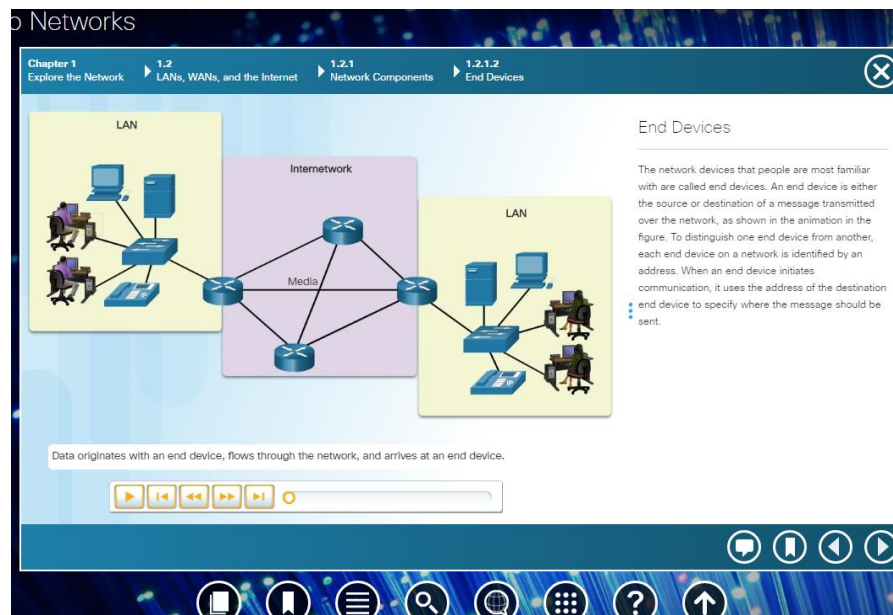 Networks
Chapter 1
Explore the Network
1.2
LANs, WANs, and the Internet
1.2.1
Network Components
1.2.1.2
End Devices
LAN
Internetwork
Media
IP
LAN
IP
End Devices
The network devices that people are most familiar
with are called end devices. An end device is either
the source or destination of a message transmitted
over the network, as shown in the animation in the
figure. To distinguish one end device from another,
each end device on a network is identified by an
address. When an end device initiates
communication, it uses the address of the destination
end device to specify where the message should be
sent.
Data originates with an end device, flows through the network, and arrives at an end device.
?